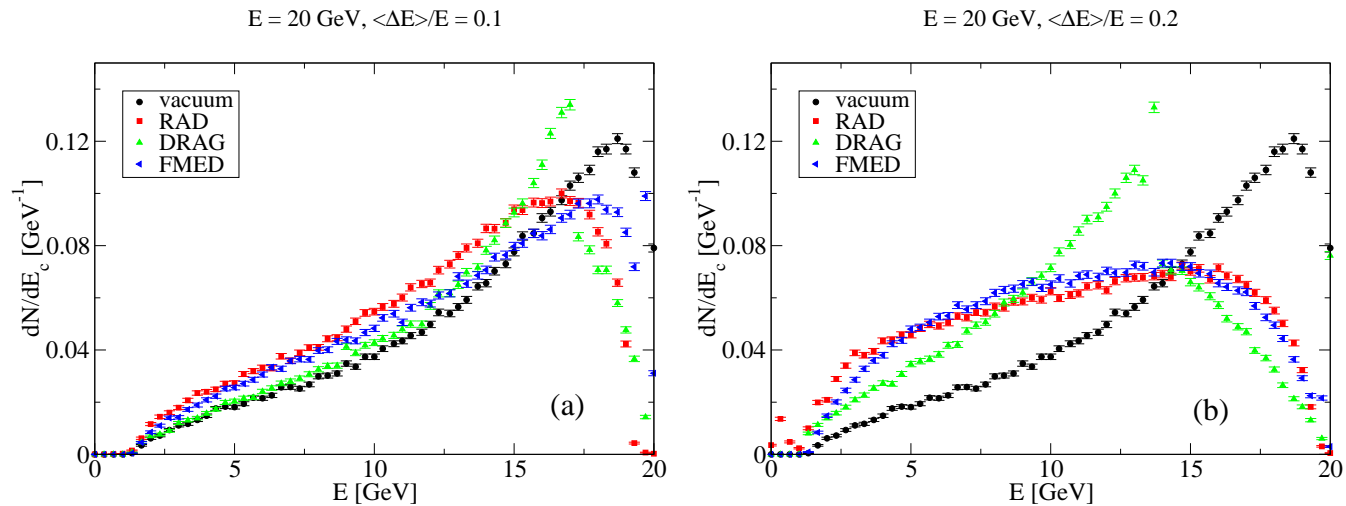 E = 20 GeV, <ΔE>/E = 0.1
dN/dE_c [GeV⁻¹]
0.12
0.08
0.04
0
vacuum
RAD
DRAG
FMED
(a)
0 5 10 15 20
E [GeV]
E = 20 GeV, <ΔE>/E = 0.2
dN/dE_c [GeV⁻¹]
0.12
0.08
0.04
0
vacuum
RAD
DRAG
FMED
(b)
0 5 10 15 20
E [GeV]